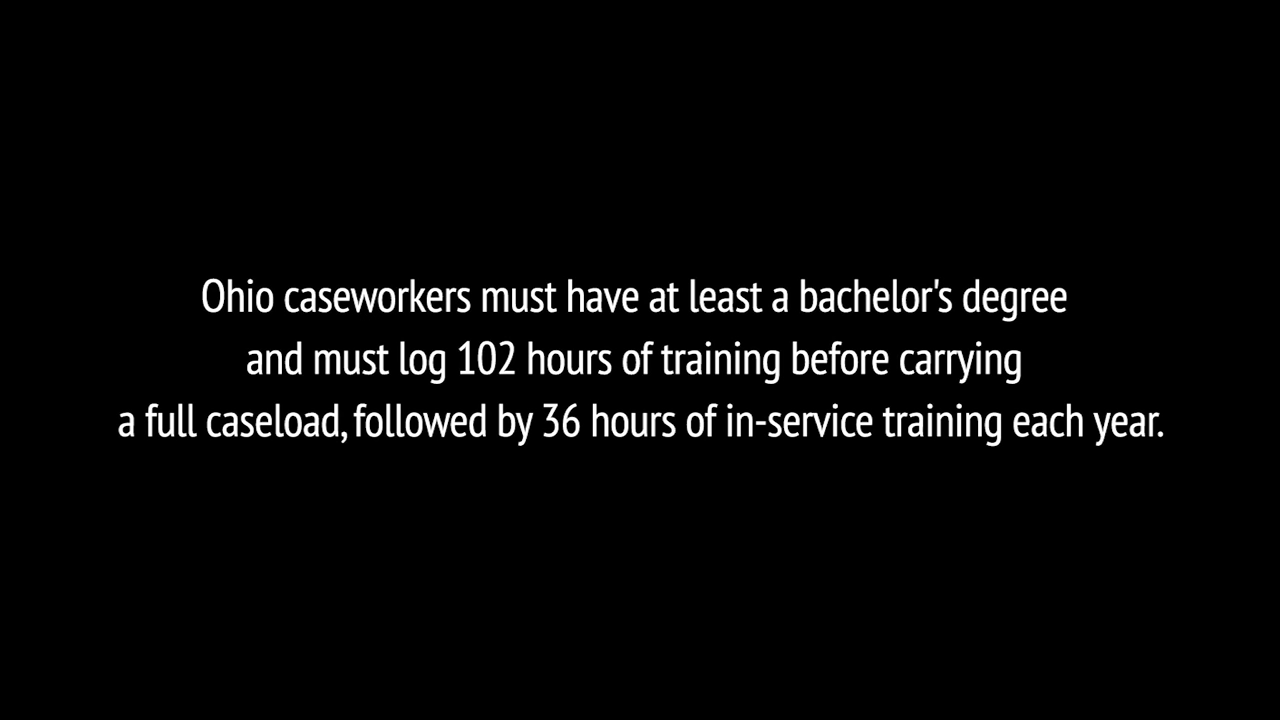 Ohio caseworkers must have at least a bachelor's degree
and must log 102 hours of training before carrying
a full caseload, followed by 36 hours of in-service training each year.